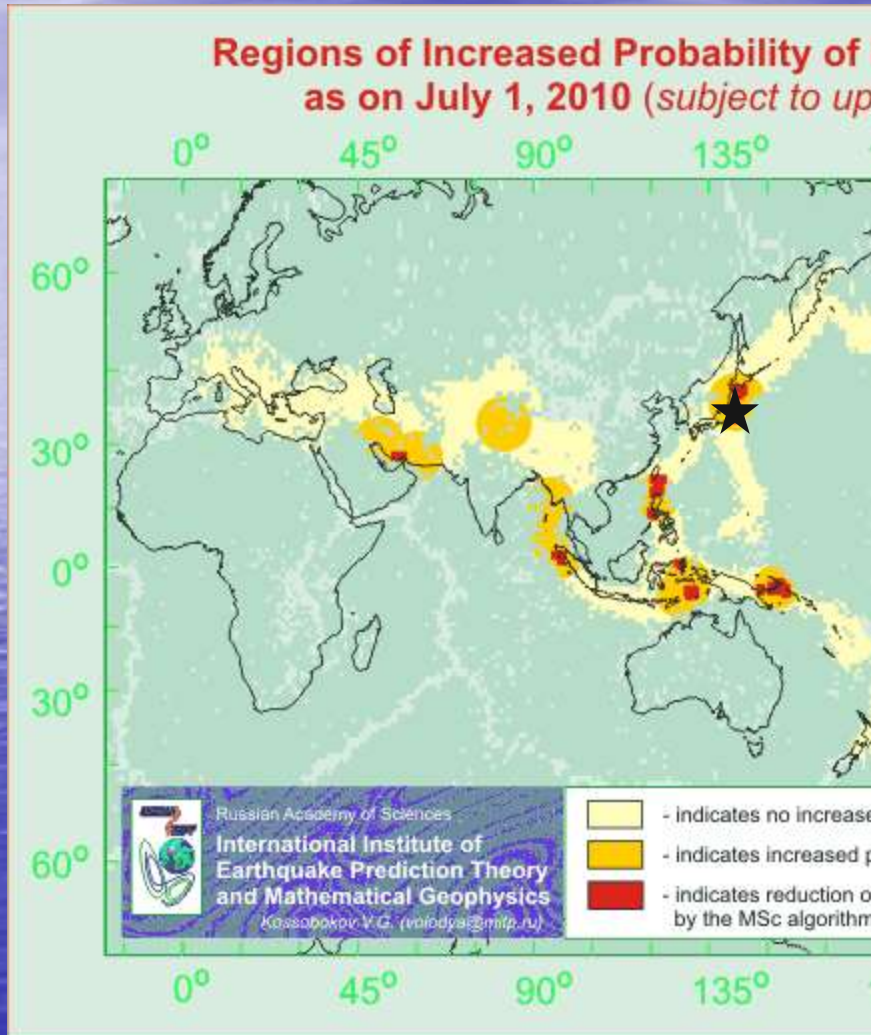 Regions of Increased Probability of
as on July 1, 2010 (subject to up
0° 45° 90° 135°
60°
30°
0°
30°
60°
Russian Academy of Sciences
International Institute of
Earthquake Prediction Theory
and Mathematical Geophysics
Kossobokov V.G. (volodya@mitp.ru)
- indicates no increase
- indicates increased p
- indicates reduction o
by the MSc algorithm
0° 45° 90° 135°